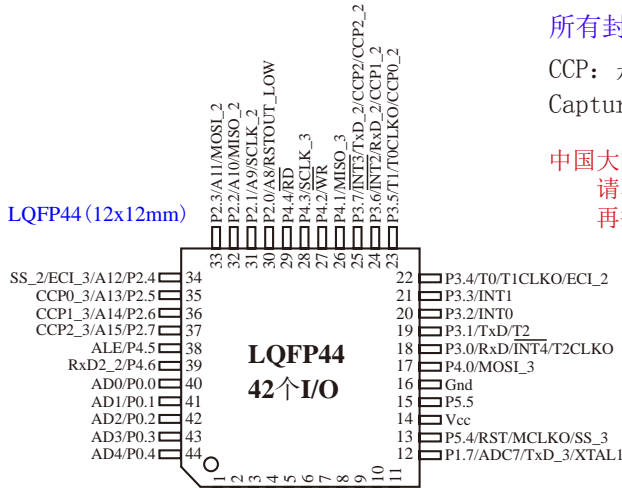 所有封
CCP:
Captur
中国大
请
再
LQFP44(12x12mm)
P2.3/A11/MOSI_2
P2.2/A10/MISO_2
P2.1/A9/SCLK_2
P2.0/A8/RSTOUT_LOW
P4.4/RD
P4.3/SCLK_3
P4.2/WR
P4.1/MISO_3
P3.7/INT3/TxD_2/CCP2/CCP2_2
P3.6/INT2/RxD_2/CCP1_2
P3.5/T1/T0CLKO/CCP0_2
33 32 31 30 29 28 27 26 25 24 23
SS_2/ECI_3/A12/P2.4 34
CCP0_3/A13/P2.5 35
CCP1_3/A14/P2.6 36
CCP2_3/A15/P2.7 37
ALE/P4.5 38
RxD2_2/P4.6 39
AD0/P0.0 40
AD1/P0.1 41
AD2/P0.2 42
AD3/P0.3 43
AD4/P0.4 44
LQFP44
42个I/O
22 P3.4/T0/T1CLKO/ECI_2
21 P3.3/INT1
20 P3.2/INT0
19 P3.1/TxD/T2
18 P3.0/RxD/INT4/T2CLKO
17 P4.0/MOSI_3
16 Gnd
15 P5.5
14 Vcc
13 P5.4/RST/MCLKO/SS_3
12 P1.7/ADC7/TxD_3/XTAL1
1 2 3 4 5 6 7 8 9 10 11